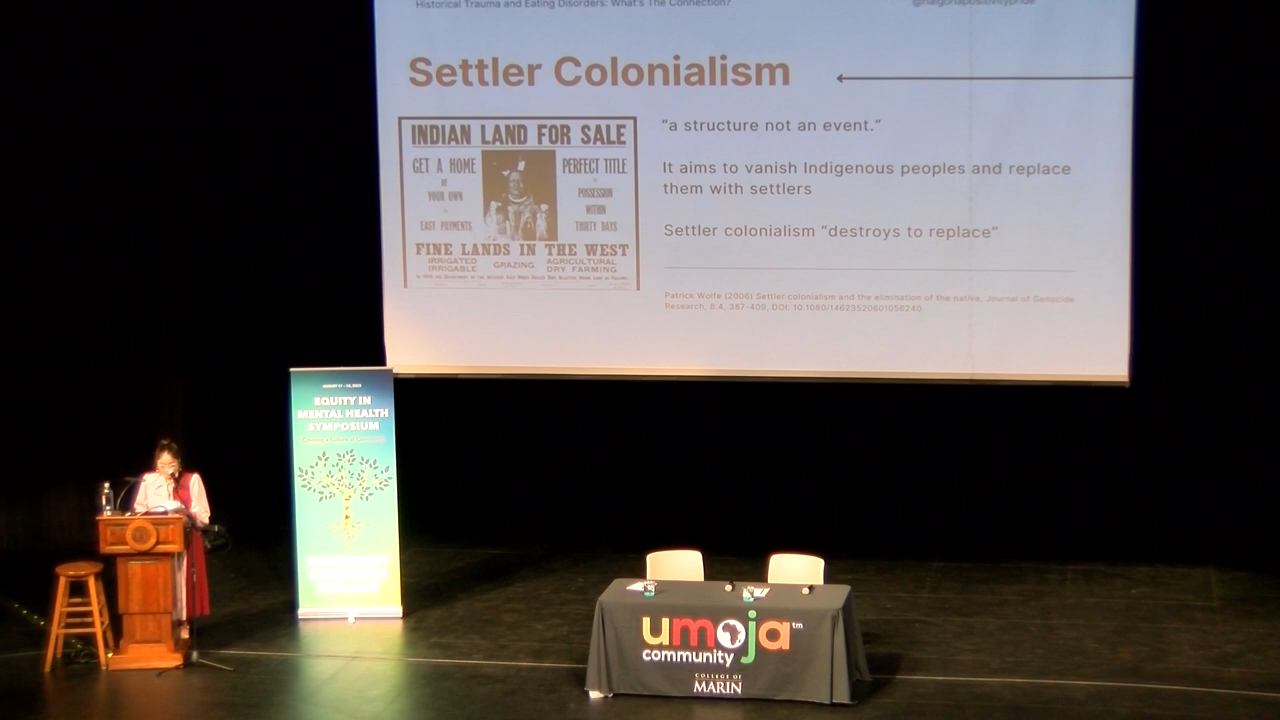 Historical Trauma and Eating Disorders: What's The Connection?
@nalgonapositivitypride
Settler Colonialism
INDIAN LAND FOR SALE
GET A HOME
OF
YOUR OWN
EASY PAYMENTS
PERFECT TITLE
POSSESSION
WITHIN
THIRTY DAYS
FINE LANDS IN THE WEST
IRRIGATED
IRRIGABLE
GRAZING
AGRICULTURAL
DRY FARMING
“a structure not an event.”
It aims to vanish Indigenous peoples and replace
them with settlers
Settler colonialism “destroys to replace”
Patrick Wolfe (2006) Settler colonialism and the elimination of the native, Journal of Genocide
Research, 8:4, 387-409, DOI: 10.1080/14623520601056240
EQUITY IN
MENTAL HEALTH
SYMPOSIUM
umoja™
community
COLLEGE OF
MARIN